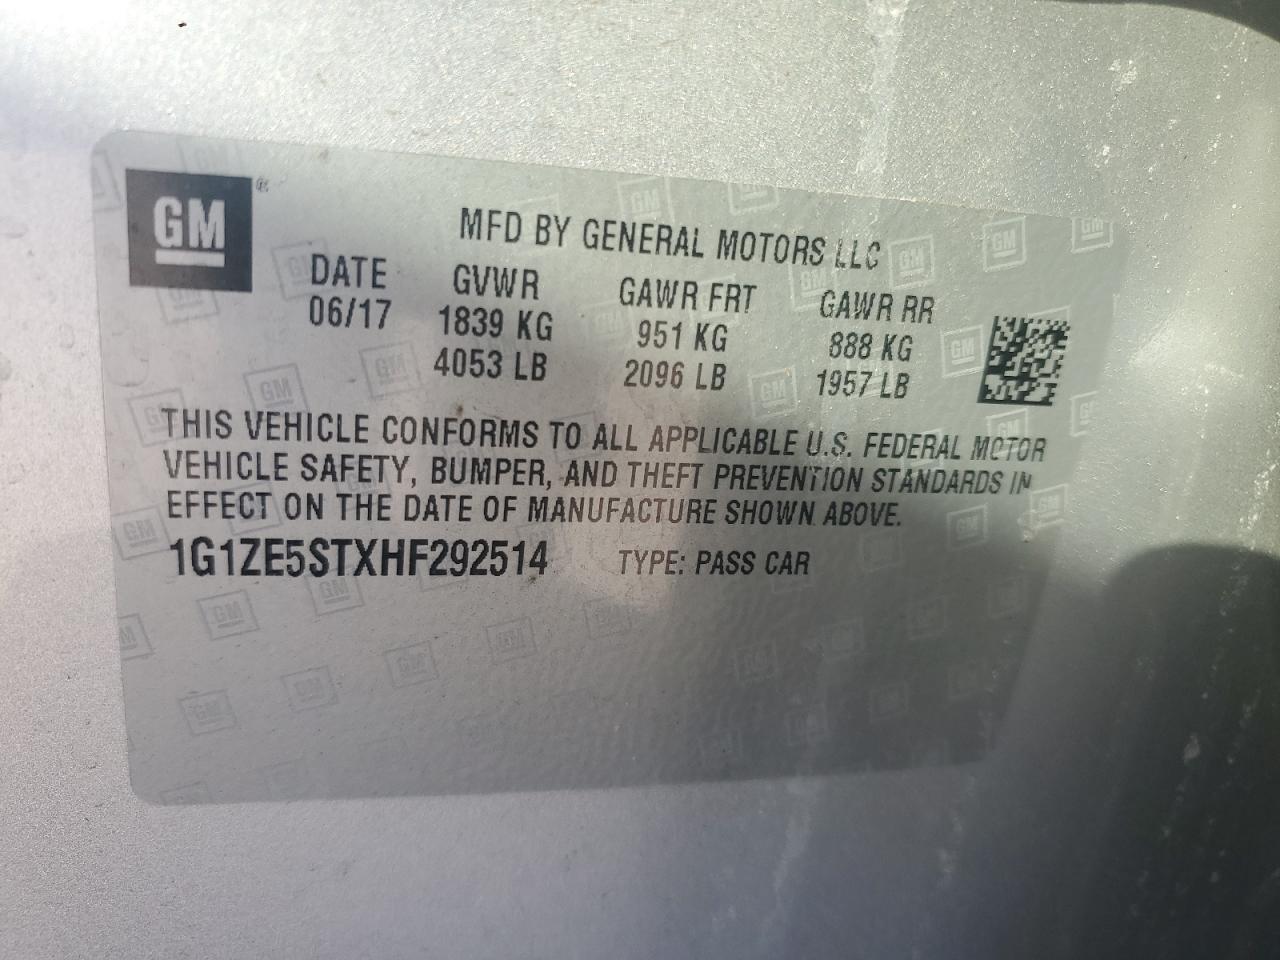 GM®
MFD BY GENERAL MOTORS LLC
DATE GVWR GAWR FRT GAWR RR
06/17 1839 KG 951 KG 888 KG
4053 LB 2096 LB 1957 LB
THIS VEHICLE CONFORMS TO ALL APPLICABLE U.S. FEDERAL MOTOR
VEHICLE SAFETY, BUMPER, AND THEFT PREVENTION STANDARDS IN
EFFECT ON THE DATE OF MANUFACTURE SHOWN ABOVE.
1G1ZE5STXHF292514 TYPE: PASS CAR